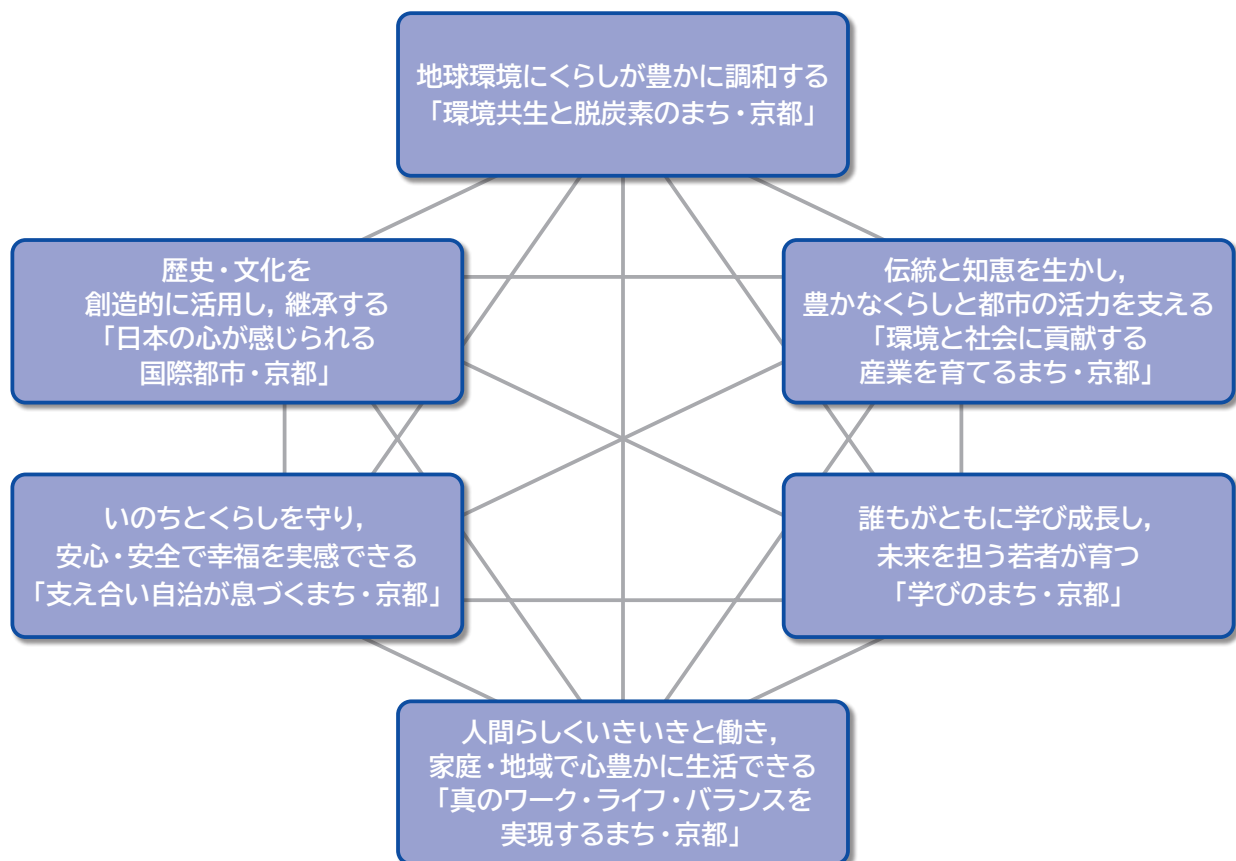 地球環境にくらしが豊かに調和する
「環境共生と脱炭素のまち・京都」
歴史・文化を
創造的に活用し,継承する
「日本の心が感じられる
国際都市・京都」
伝統と知恵を生かし,
豊かなくらしと都市の活力を支える
「環境と社会に貢献する
産業を育てるまち・京都」
いのちとくらしを守り,
安心・安全で幸福を実感できる
「支え合い自治が息づくまち・京都」
誰もがともに学び成長し,
未来を担う若者が育つ
「学びのまち・京都」
人間らしくいきいきと働き,
家庭・地域で心豊かに生活できる
「真のワーク・ライフ・バランスを
実現するまち・京都」